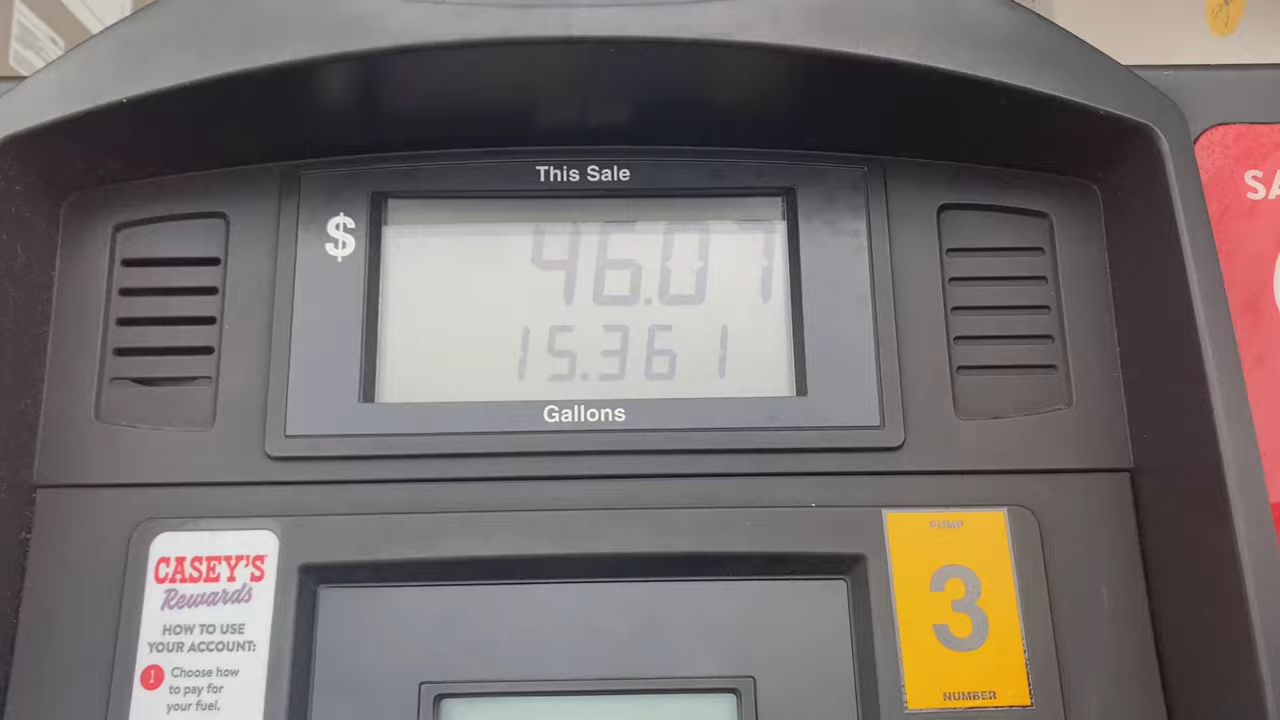 This Sale
$
46.07
15.361
Gallons
SA
CASEY'S
Rewards
HOW TO USE
YOUR ACCOUNT:
1 Choose how
to pay for
your fuel.
PUMP
3
NUMBER